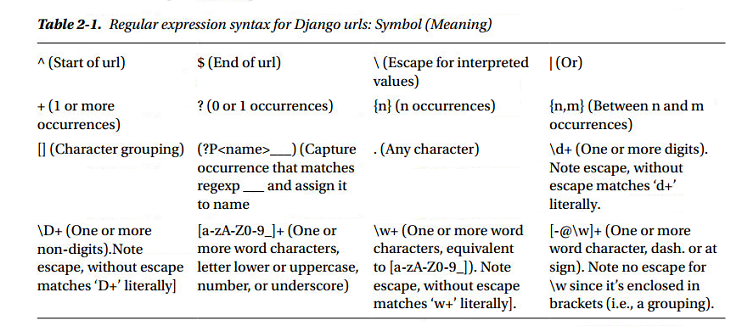 Table 2-1. Regular expression syntax for Django urls: Symbol (Meaning)
^ (Start of url)
$ (End of url)
\ (Escape for interpreted
values)
| (Or)
+ (1 or more
occurrences)
? (0 or 1 occurrences)
{n} (n occurrences)
{n,m} (Between n and m
occurrences)
[] (Character grouping)
(?P<name>___) (Capture
occurrence that matches
regexp ___ and assign it
to name
. (Any character)
\d+ (One or more digits).
Note escape, without
escape matches ‘d+’
literally.
\D+ (One or more
non-digits).Note
escape, without escape
matches ‘D+’ literally]
[a-zA-Z0-9_]+ (One or
more word characters,
letter lower or uppercase,
number, or underscore)
\w+ (One or more word
characters, equivalent
to [a-zA-Z0-9_]). Note
escape, without escape
matches ‘w+’ literally].
[-@\w]+ (One or more
word character, dash. or at
sign). Note no escape for
\w since it’s enclosed in
brackets (i.e., a grouping).